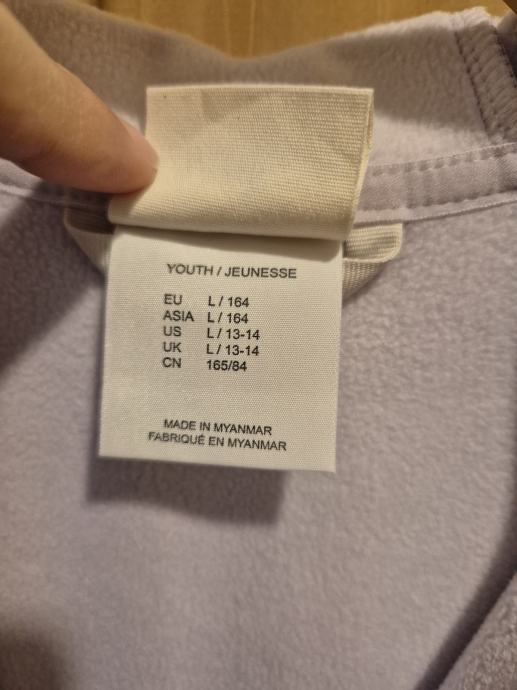 YOUTH / JEUNESSE
EU L / 164
ASIA L / 164
US L / 13-14
UK L / 13-14
CN 165/84
MADE IN MYANMAR
FABRIQUÉ EN MYANMAR